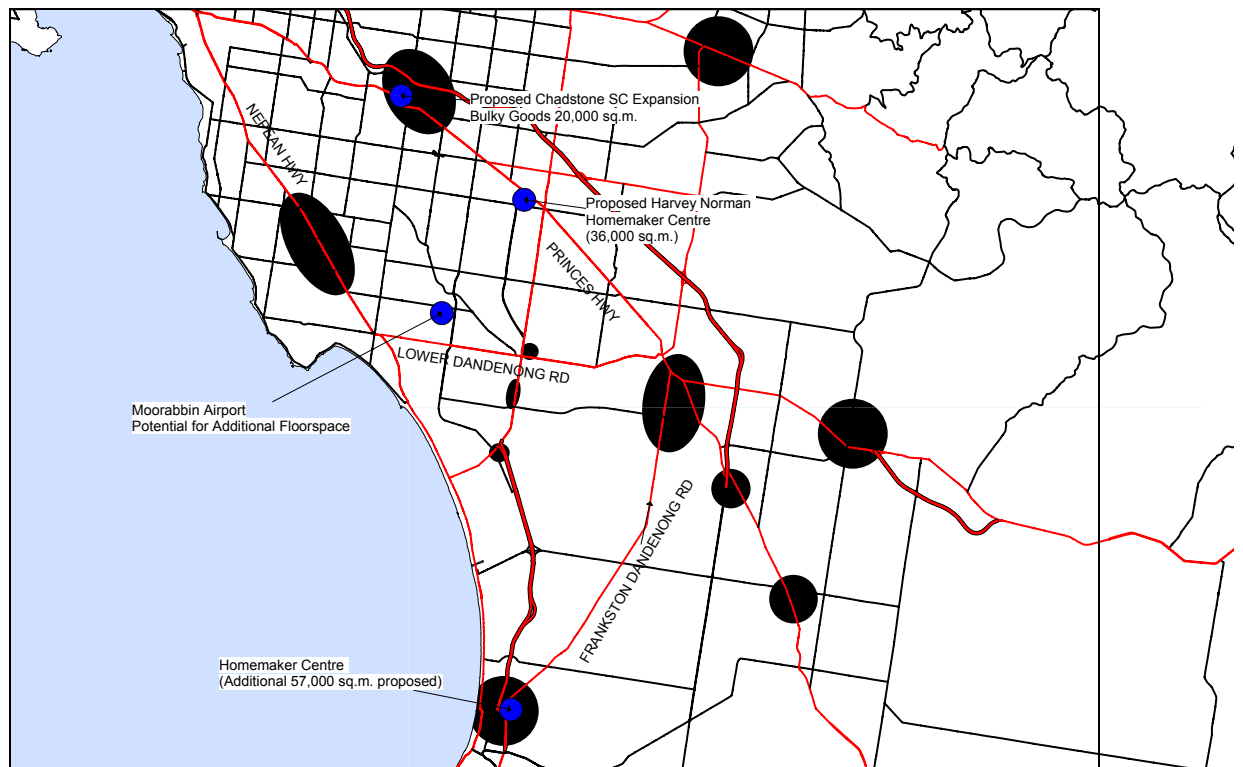 Proposed Chadstone SC Expansion
Bulky Goods 20,000 sq.m.
NEPEAN HWY
Proposed Harvey Norman
Homemaker Centre
(36,000 sq.m.)
PRINCES HWY
LOWER DANDENONG RD
Moorabbin Airport
Potential for Additional Floorspace
FRANKSTON DANDENONG RD
Homemaker Centre
(Additional 57,000 sq.m. proposed)